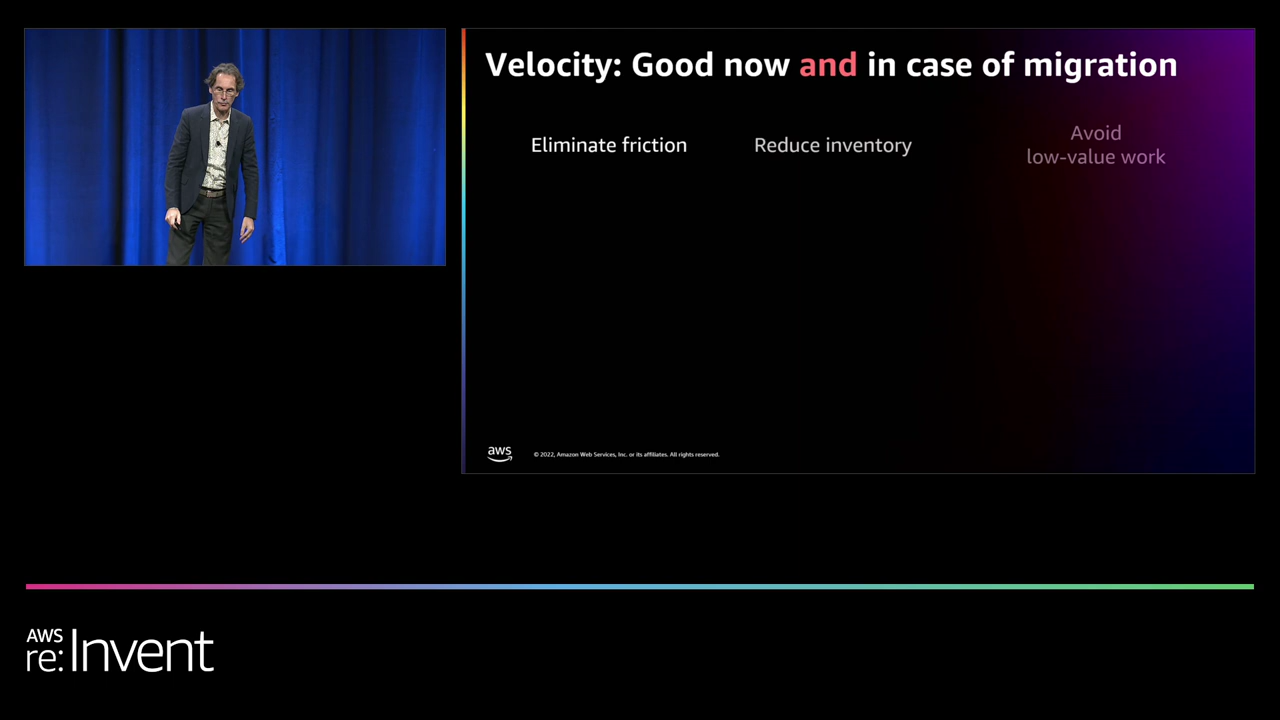 Velocity: Good now and in case of migration
Eliminate friction
Reduce inventory
Avoid
low-value work
aws
© 2022, Amazon Web Services, Inc. or its affiliates. All rights reserved.
AWS
re:Invent